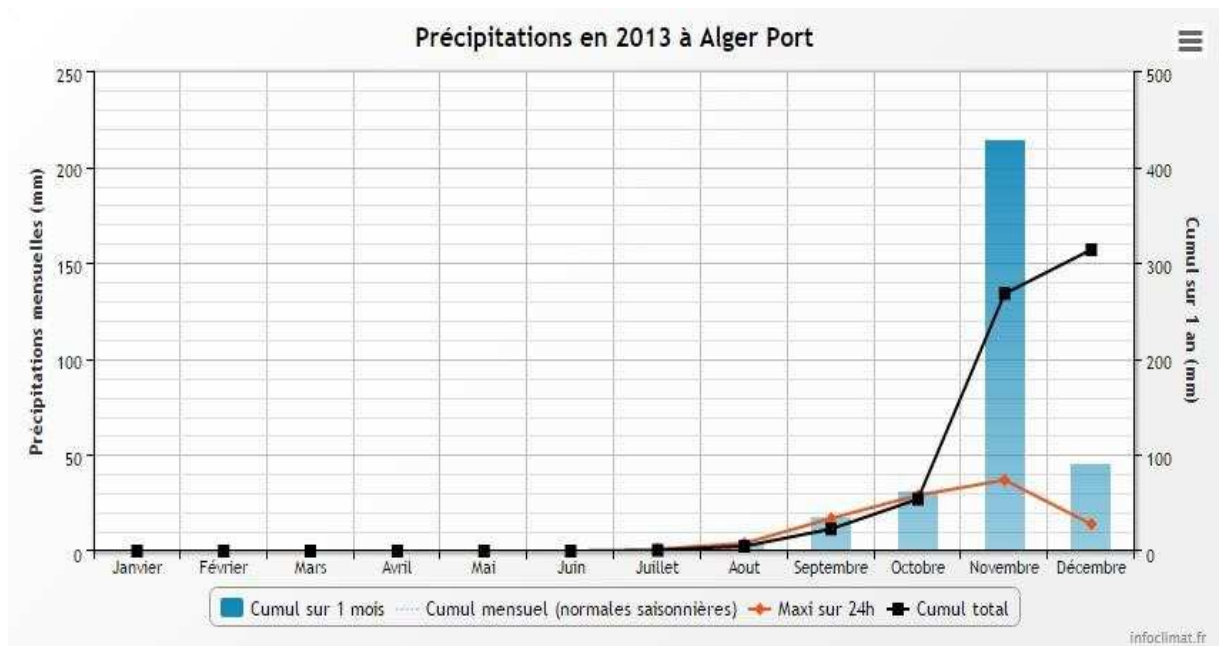 Précipitations en 2013 à Alger Port
Précipitations mensuelles (mm)
250
200
150
100
50
0
500
400
300
200
100
0
Cumul sur 1 an (mm)
Janvier Février Mars Avril Mai Juin Juillet Aout Septembre Octobre Novembre Décembre
Cumul sur 1 mois Cumul mensuel (normales saisonnières) Maxi sur 24h Cumul total
infoclimat.fr